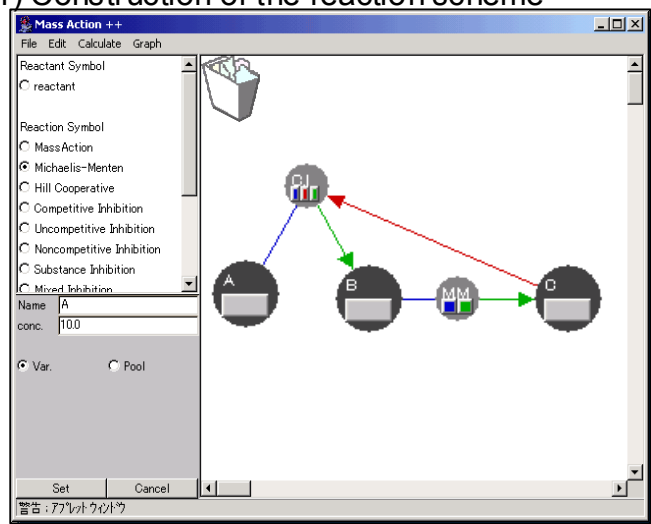 1) Construction of the reaction scheme
Mass Action ++
File Edit Calculate Graph
Reactant Symbol
reactant
Reaction Symbol
MassAction
Michaelis-Menten
Hill Cooperative
Competitive Inhibition
Uncompetitive Inhibition
Noncompetitive Inhibition
Substance Inhibition
Mixed Inhibition
Name A
conc. 10.0
Var. Pool
Set Cancel
警告 : アプレット ウィンドウ
CI
A
B
MM
C